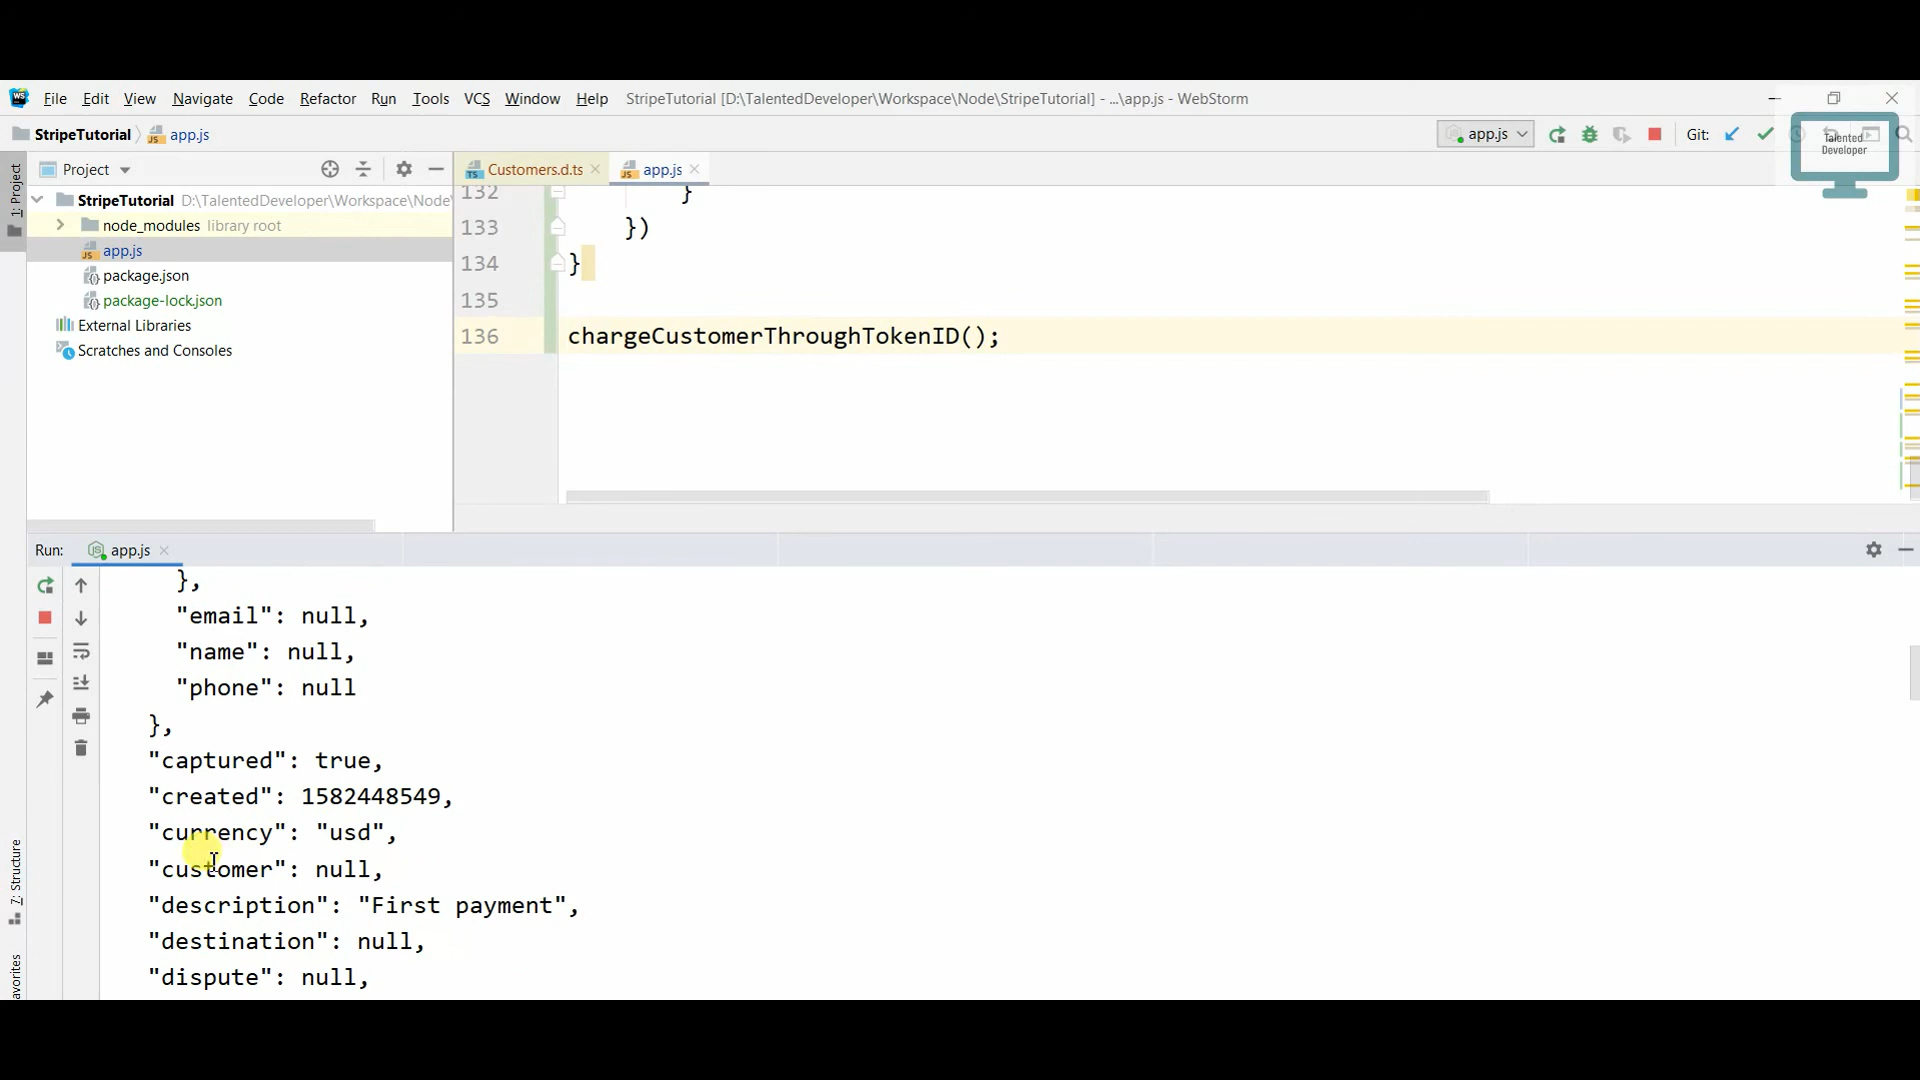 File Edit View Navigate Code Refactor Run Tools VCS Window Help StripeTutorial [D:\TalentedDeveloper\Workspace\Node\StripeTutorial] - ...\app.js - WebStorm
StripeTutorial app.js
app.js
Git:
Talented
Developer
1: Project
Project
Customers.d.ts
app.js
StripeTutorial D:\TalentedDeveloper\Workspace\Node\
node_modules library root
app.js
package.json
package-lock.json
External Libraries
Scratches and Consoles
132 }
133 })
134 }
135
136 chargeCustomerThroughTokenID();
Run: app.js
},
"email": null,
"name": null,
"phone": null
},
"captured": true,
"created": 1582448549,
"currency": "usd",
"customer": null,
"description": "First payment",
"destination": null,
"dispute": null,
7: Structure
avorites